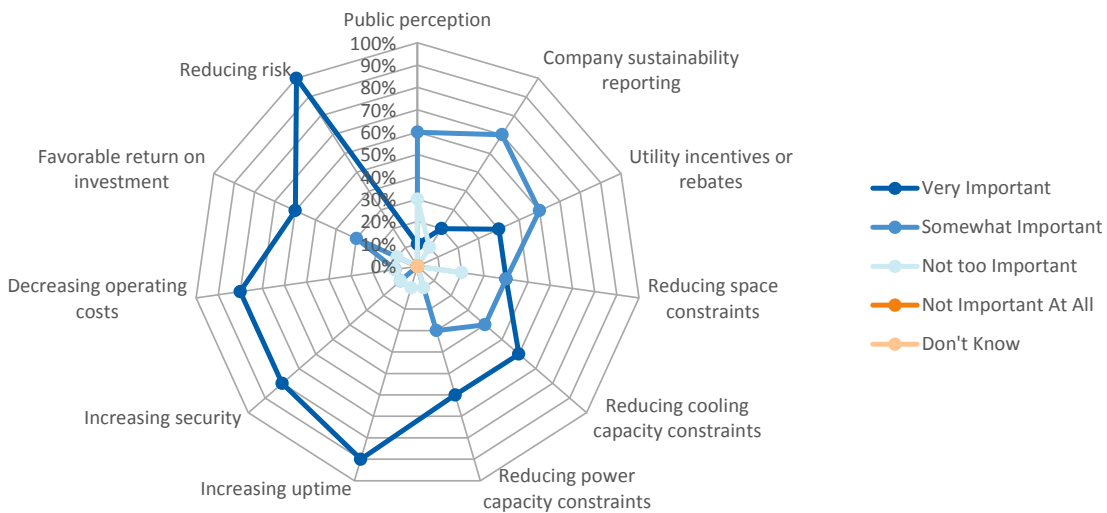 Public perception
Company sustainability
reporting
Utility incentives or
rebates
Reducing space
constraints
Reducing cooling
capacity constraints
Reducing power
capacity constraints
Increasing uptime
Increasing security
Decreasing operating
costs
Favorable return on
investment
Reducing risk
100%
90%
80%
70%
60%
50%
40%
30%
20%
10%
0%
Very Important
Somewhat Important
Not too Important
Not Important At All
Don't Know